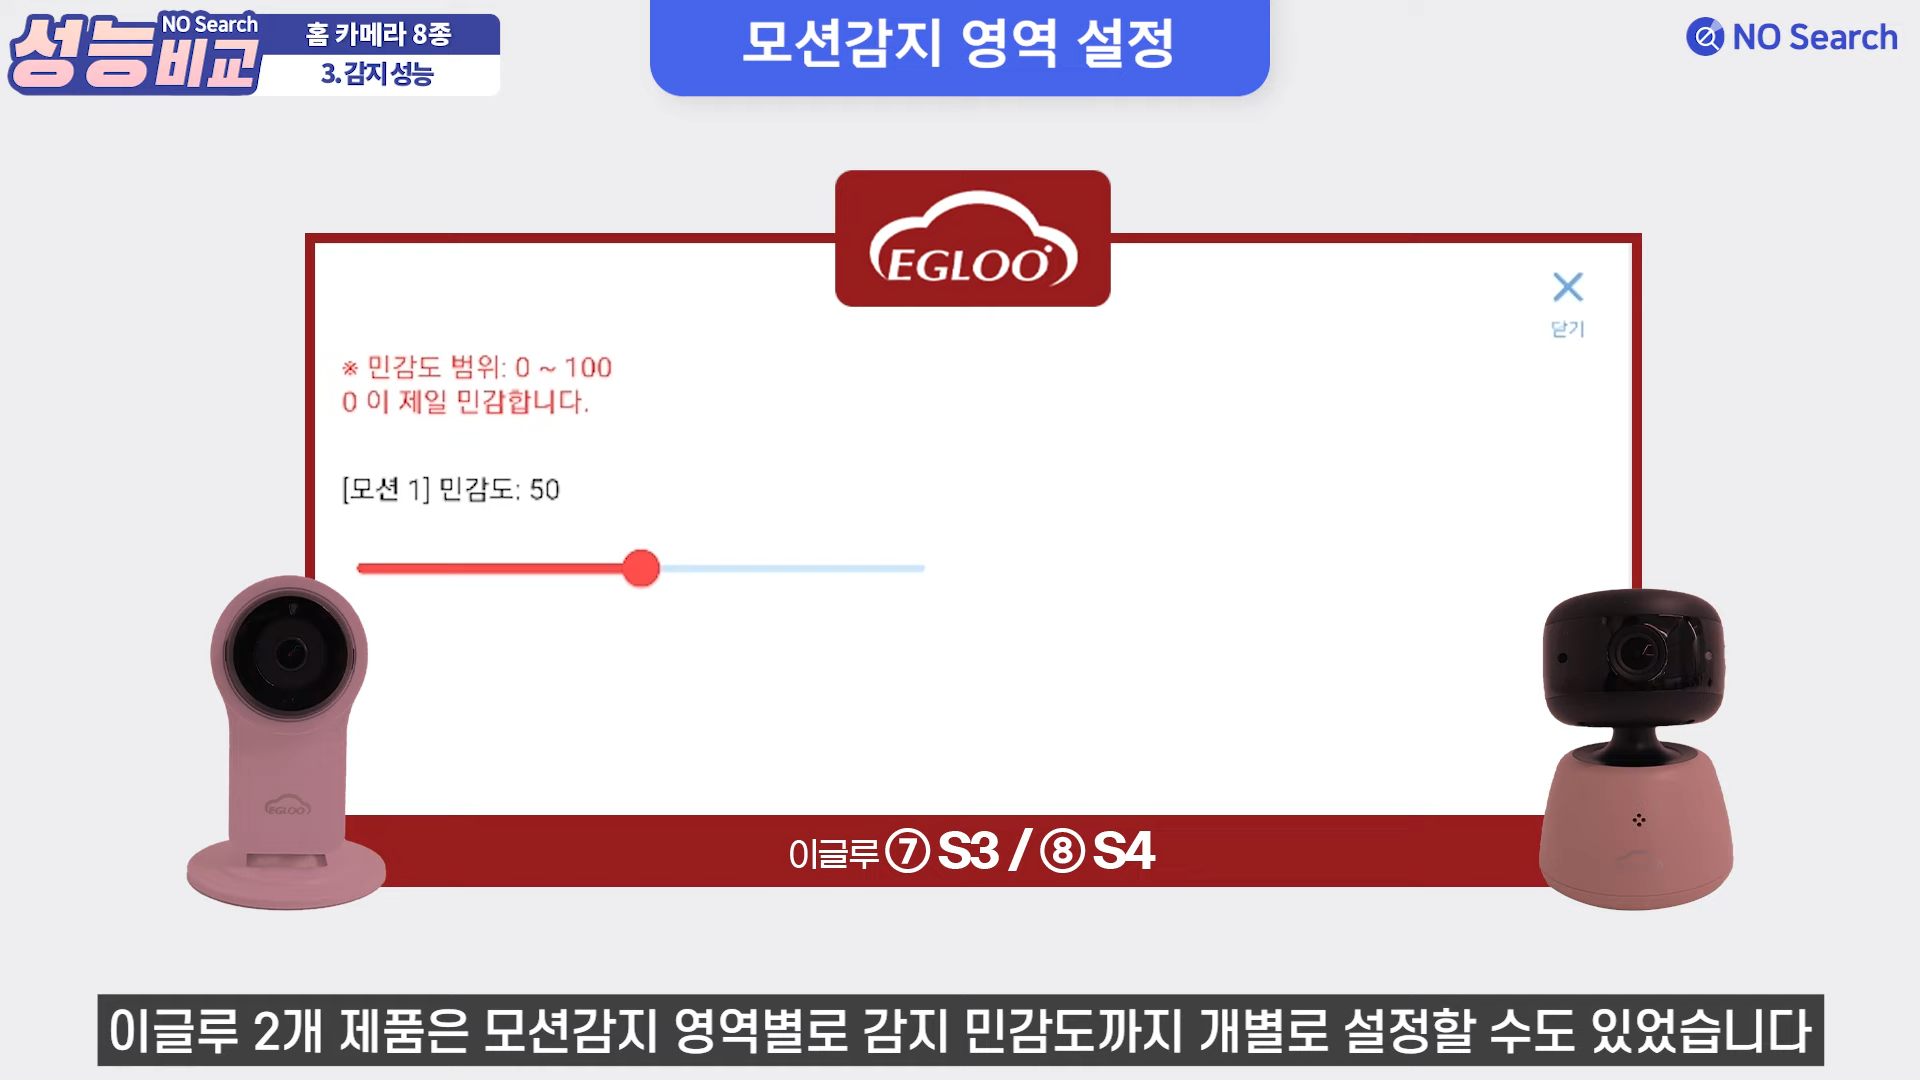 성능비교
NO Search
홈 카메라 8종
3.감지성능
모션감지 영역 설정
NO Search
EGLOO
닫기
※ 민감도 범위: 0 ~ 100
0 이 제일 민감합니다.
[모션 1] 민감도: 50
EGLOO
이글루 ⑦ S3 / ⑧ S4
이글루 2개 제품은 모션감지 영역별로 감지 민감도까지 개별로 설정할 수도 있었습니다